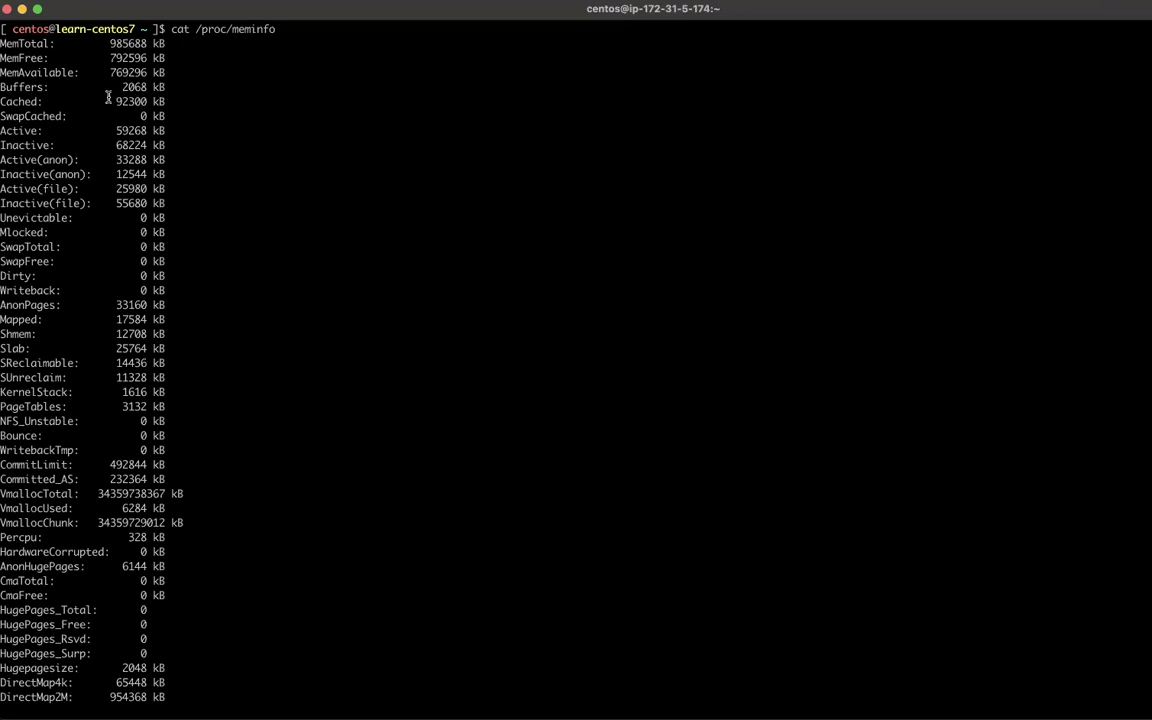 centos@ip-172-31-5-174:~
[ centos@learn-centos7 ~ ]$ cat /proc/meminfo
MemTotal: 985688 kB
MemFree: 792596 kB
MemAvailable: 769296 kB
Buffers: 2068 kB
Cached: 92300 kB
SwapCached: 0 kB
Active: 59268 kB
Inactive: 68224 kB
Active(anon): 33288 kB
Inactive(anon): 12544 kB
Active(file): 25980 kB
Inactive(file): 55680 kB
Unevictable: 0 kB
Mlocked: 0 kB
SwapTotal: 0 kB
SwapFree: 0 kB
Dirty: 0 kB
Writeback: 0 kB
AnonPages: 33160 kB
Mapped: 17584 kB
Shmem: 12708 kB
Slab: 25764 kB
SReclaimable: 14436 kB
SUnreclaim: 11328 kB
KernelStack: 1616 kB
PageTables: 3132 kB
NFS_Unstable: 0 kB
Bounce: 0 kB
WritebackTmp: 0 kB
CommitLimit: 492844 kB
Committed_AS: 232364 kB
VmallocTotal: 34359738367 kB
VmallocUsed: 6284 kB
VmallocChunk: 34359729012 kB
Percpu: 328 kB
HardwareCorrupted: 0 kB
AnonHugePages: 6144 kB
CmaTotal: 0 kB
CmaFree: 0 kB
HugePages_Total: 0
HugePages_Free: 0
HugePages_Rsvd: 0
HugePages_Surp: 0
Hugepagesize: 2048 kB
DirectMap4k: 65448 kB
DirectMap2M: 954368 kB